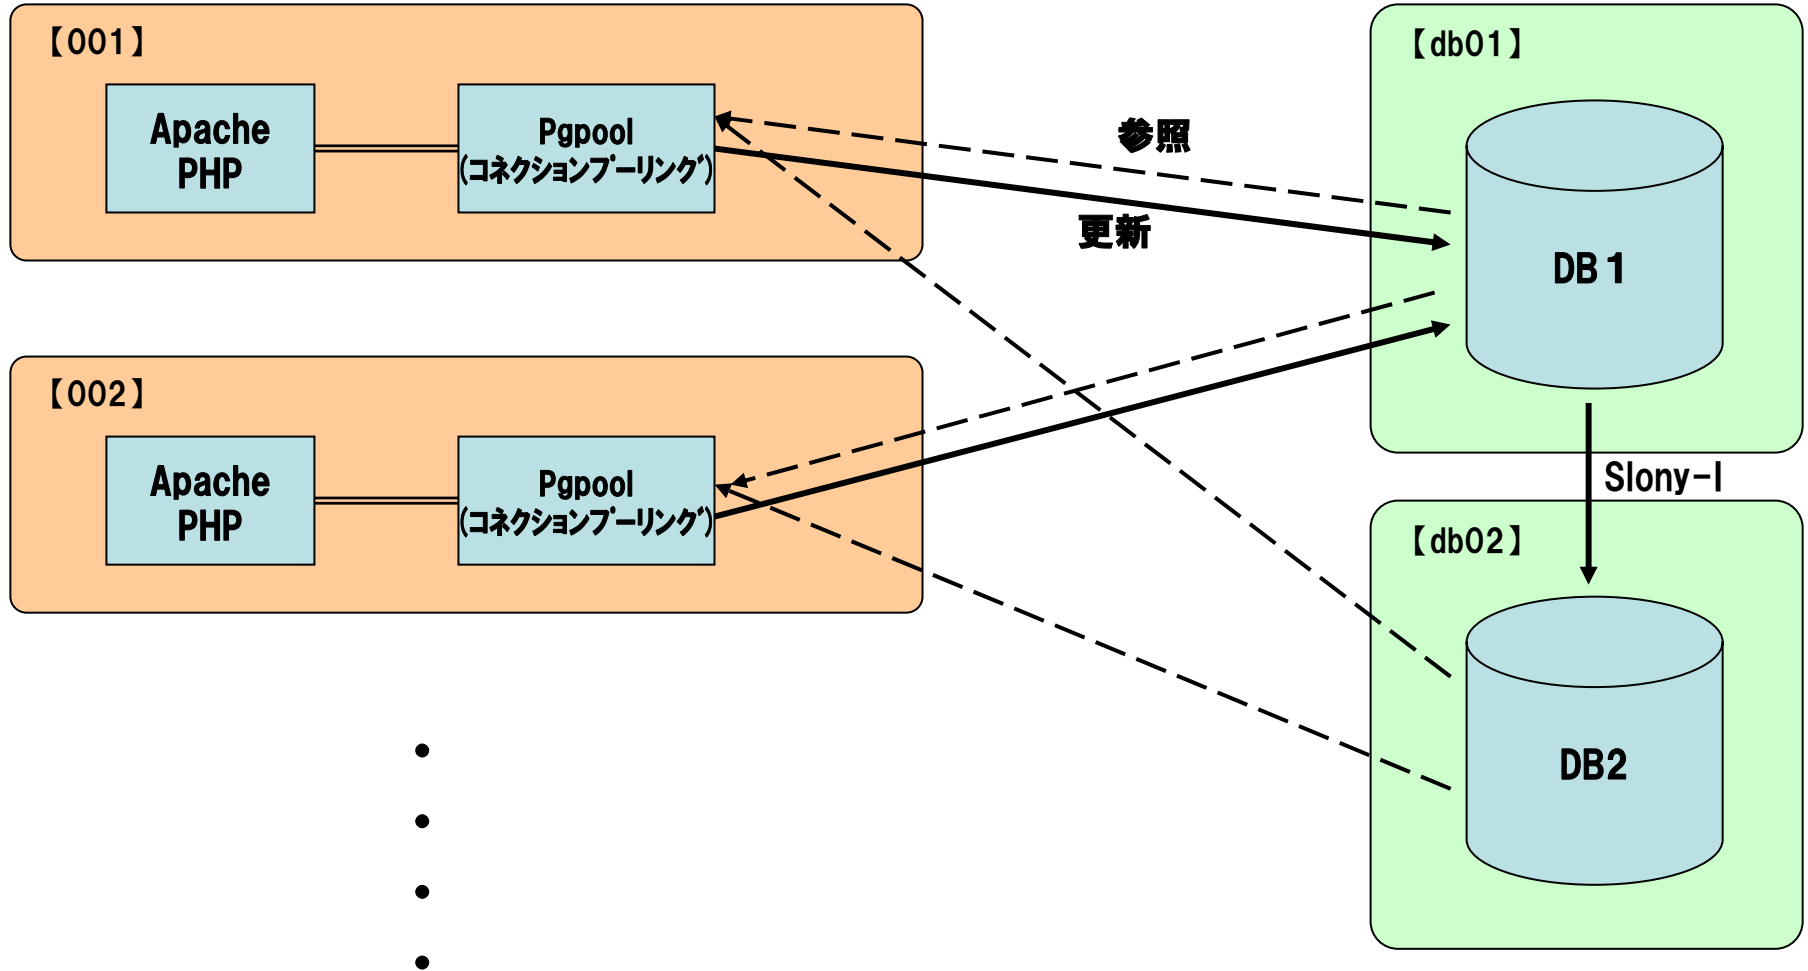 【001】
Apache
PHP
Pgpool
(コネクションプーリング)
【002】
Apache
PHP
Pgpool
(コネクションプーリング)
参照
更新
【db01】
DB1
Slony-I
【db02】
DB2